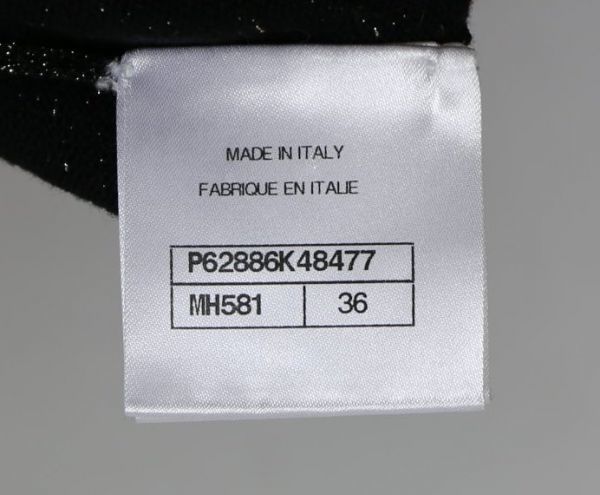 MADE IN ITALY
FABRIQUE EN ITALIE
P62886K48477
MH581 36